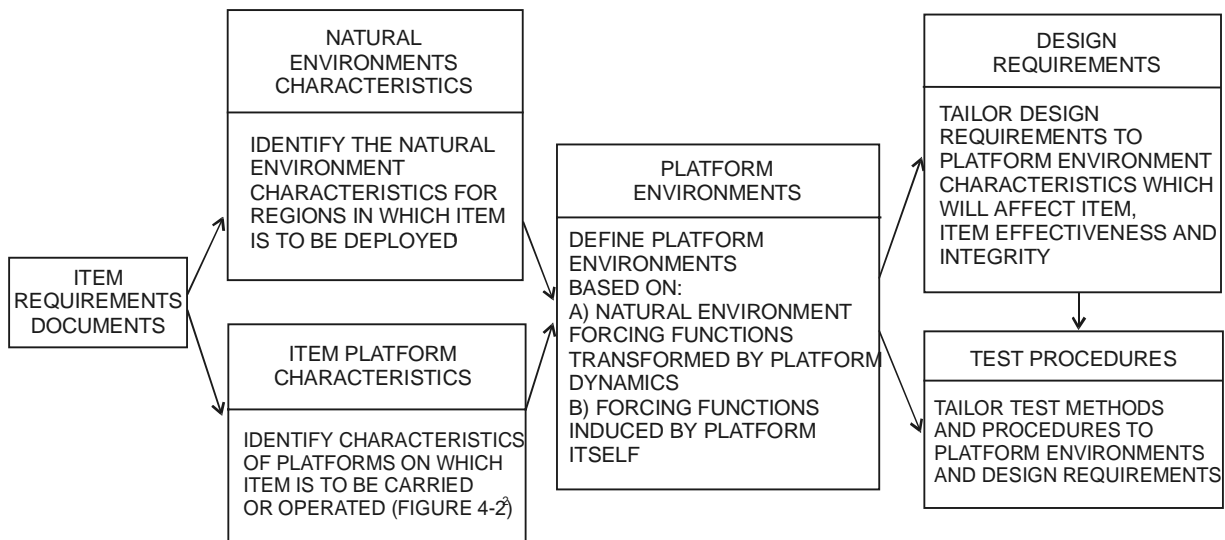 ITEM
REQUIREMENTS
DOCUMENTS
NATURAL
ENVIRONMENTS
CHARACTERISTICS
IDENTIFY THE NATURAL
ENVIRONMENT
CHARACTERISTICS FOR
REGIONS IN WHICH ITEM
IS TO BE DEPLOYED
ITEM PLATFORM
CHARACTERISTICS
IDENTIFY CHARACTERISTICS
OF PLATFORMS ON WHICH
ITEM IS TO BE CARRIED
OR OPERATED (FIGURE 4-2²)
PLATFORM
ENVIRONMENTS
DEFINE PLATFORM
ENVIRONMENTS
BASED ON:
A) NATURAL ENVIRONMENT
FORCING FUNCTIONS
TRANSFORMED BY PLATFORM
DYNAMICS
B) FORCING FUNCTIONS
INDUCED BY PLATFORM
ITSELF
DESIGN
REQUIREMENTS
TAILOR DESIGN
REQUIREMENTS TO
PLATFORM ENVIRONMENT
CHARACTERISTICS WHICH
WILL AFFECT ITEM,
ITEM EFFECTIVENESS AND
INTEGRITY
TEST PROCEDURES
TAILOR TEST METHODS
AND PROCEDURES TO
PLATFORM ENVIRONMENTS
AND DESIGN REQUIREMENTS